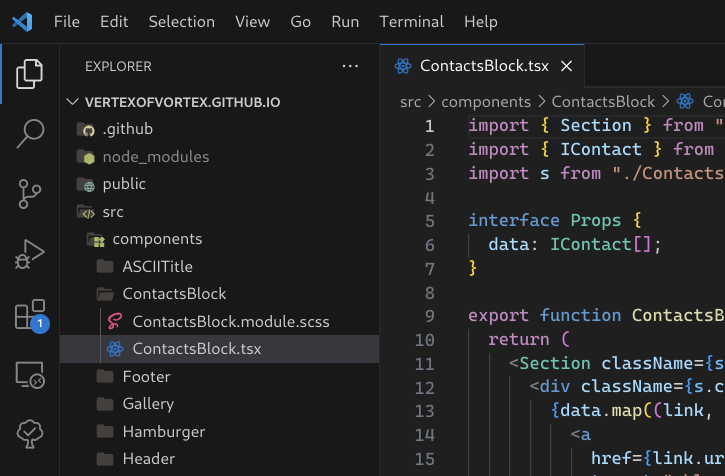 File Edit Selection View Go Run Terminal Help
EXPLORER
VERTEXOFVORTEX.GITHUB.IO
.github
node_modules
public
src
components
ASCIITitle
ContactsBlock
ContactsBlock.module.scss
ContactsBlock.tsx
Footer
Gallery
Hamburger
Header
1
ContactsBlock.tsx
src > components > ContactsBlock > Co
1 import { Section } from "
2 import { IContact } from
3 import s from "./Contacts
4
5 interface Props {
6 data: IContact[];
7 }
8
9 export function ContactsB
10 return (
11 <Section className={s
12 <div className={s.c
13 {data.map((link,
14 <a
15 href={link.ur